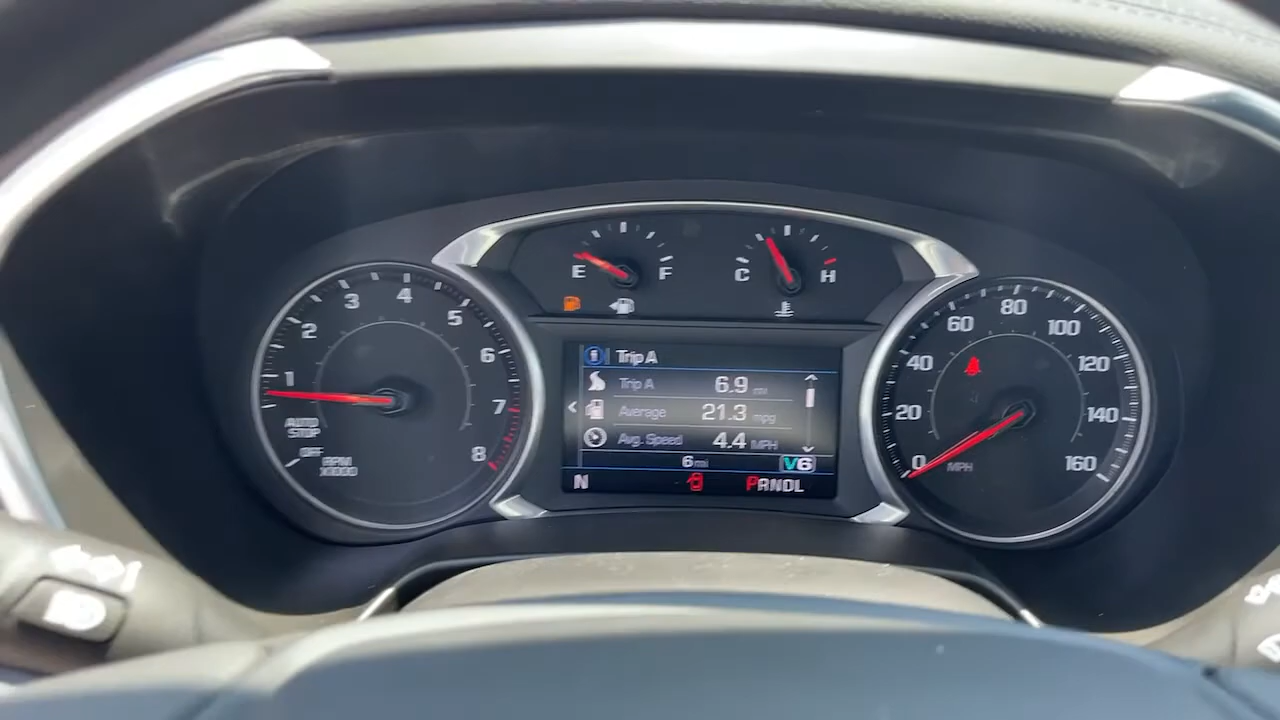 E F
C H
1
2
3
4
5
6
7
8
AUTO
STOP
OFF
RPM
X1000
Trip A
Trip A 6.9 mi
Average 21.3 mpg
Avg. Speed 4.4 MPH
6 mi V6
N PRNDL
0
20
40
60
80
100
120
140
160
MPH